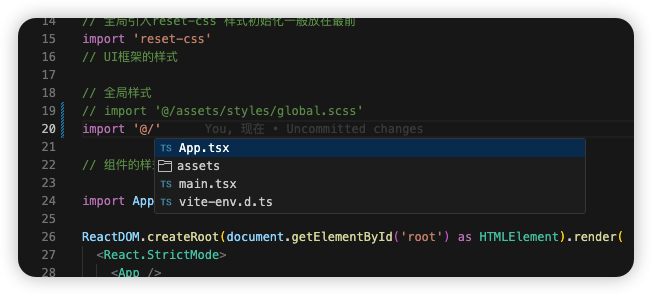 14 // 全局引入reset-css 样式初始化一般放在最前
15 import 'reset-css'
16 // UI框架的样式
17
18 // 全局样式
19 // import '@/assets/styles/global.scss'
20 import '@/' You, 现在 • Uncommitted changes
TS App.tsx
21
assets
22 // 组件的样
TS main.tsx
23
TS vite-env.d.ts
24 import App
25
26 ReactDOM.createRoot(document.getElementById('root') as HTMLElement).render(
27 <React.StrictMode>
28 <App />